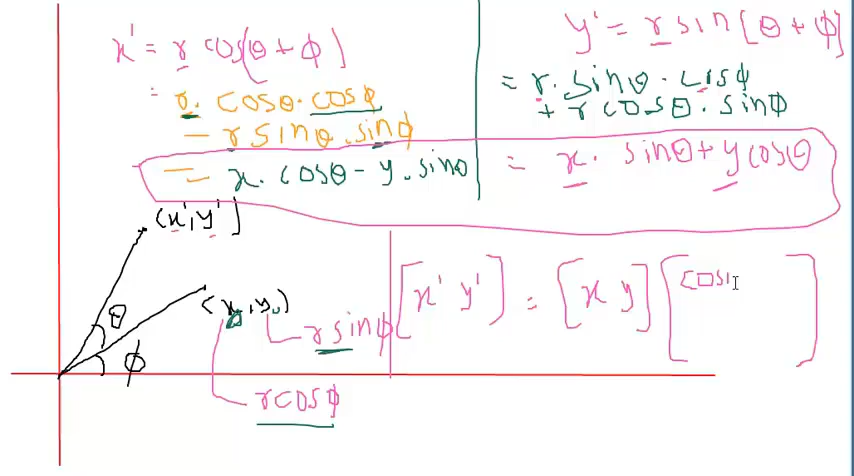 x' = r cos(θ + φ)
= r. cosθ. cosφ
− r sinθ. sinφ
= x. cosθ − y. sinθ
y' = r sin[θ + φ]
= r. sinθ. cosφ
+ r cosθ. sinφ
= x. sinθ + y cosθ
(x', y')
(x, y)
θ
φ
r sinφ
r cosφ
[x' y'] = [x y] [cos